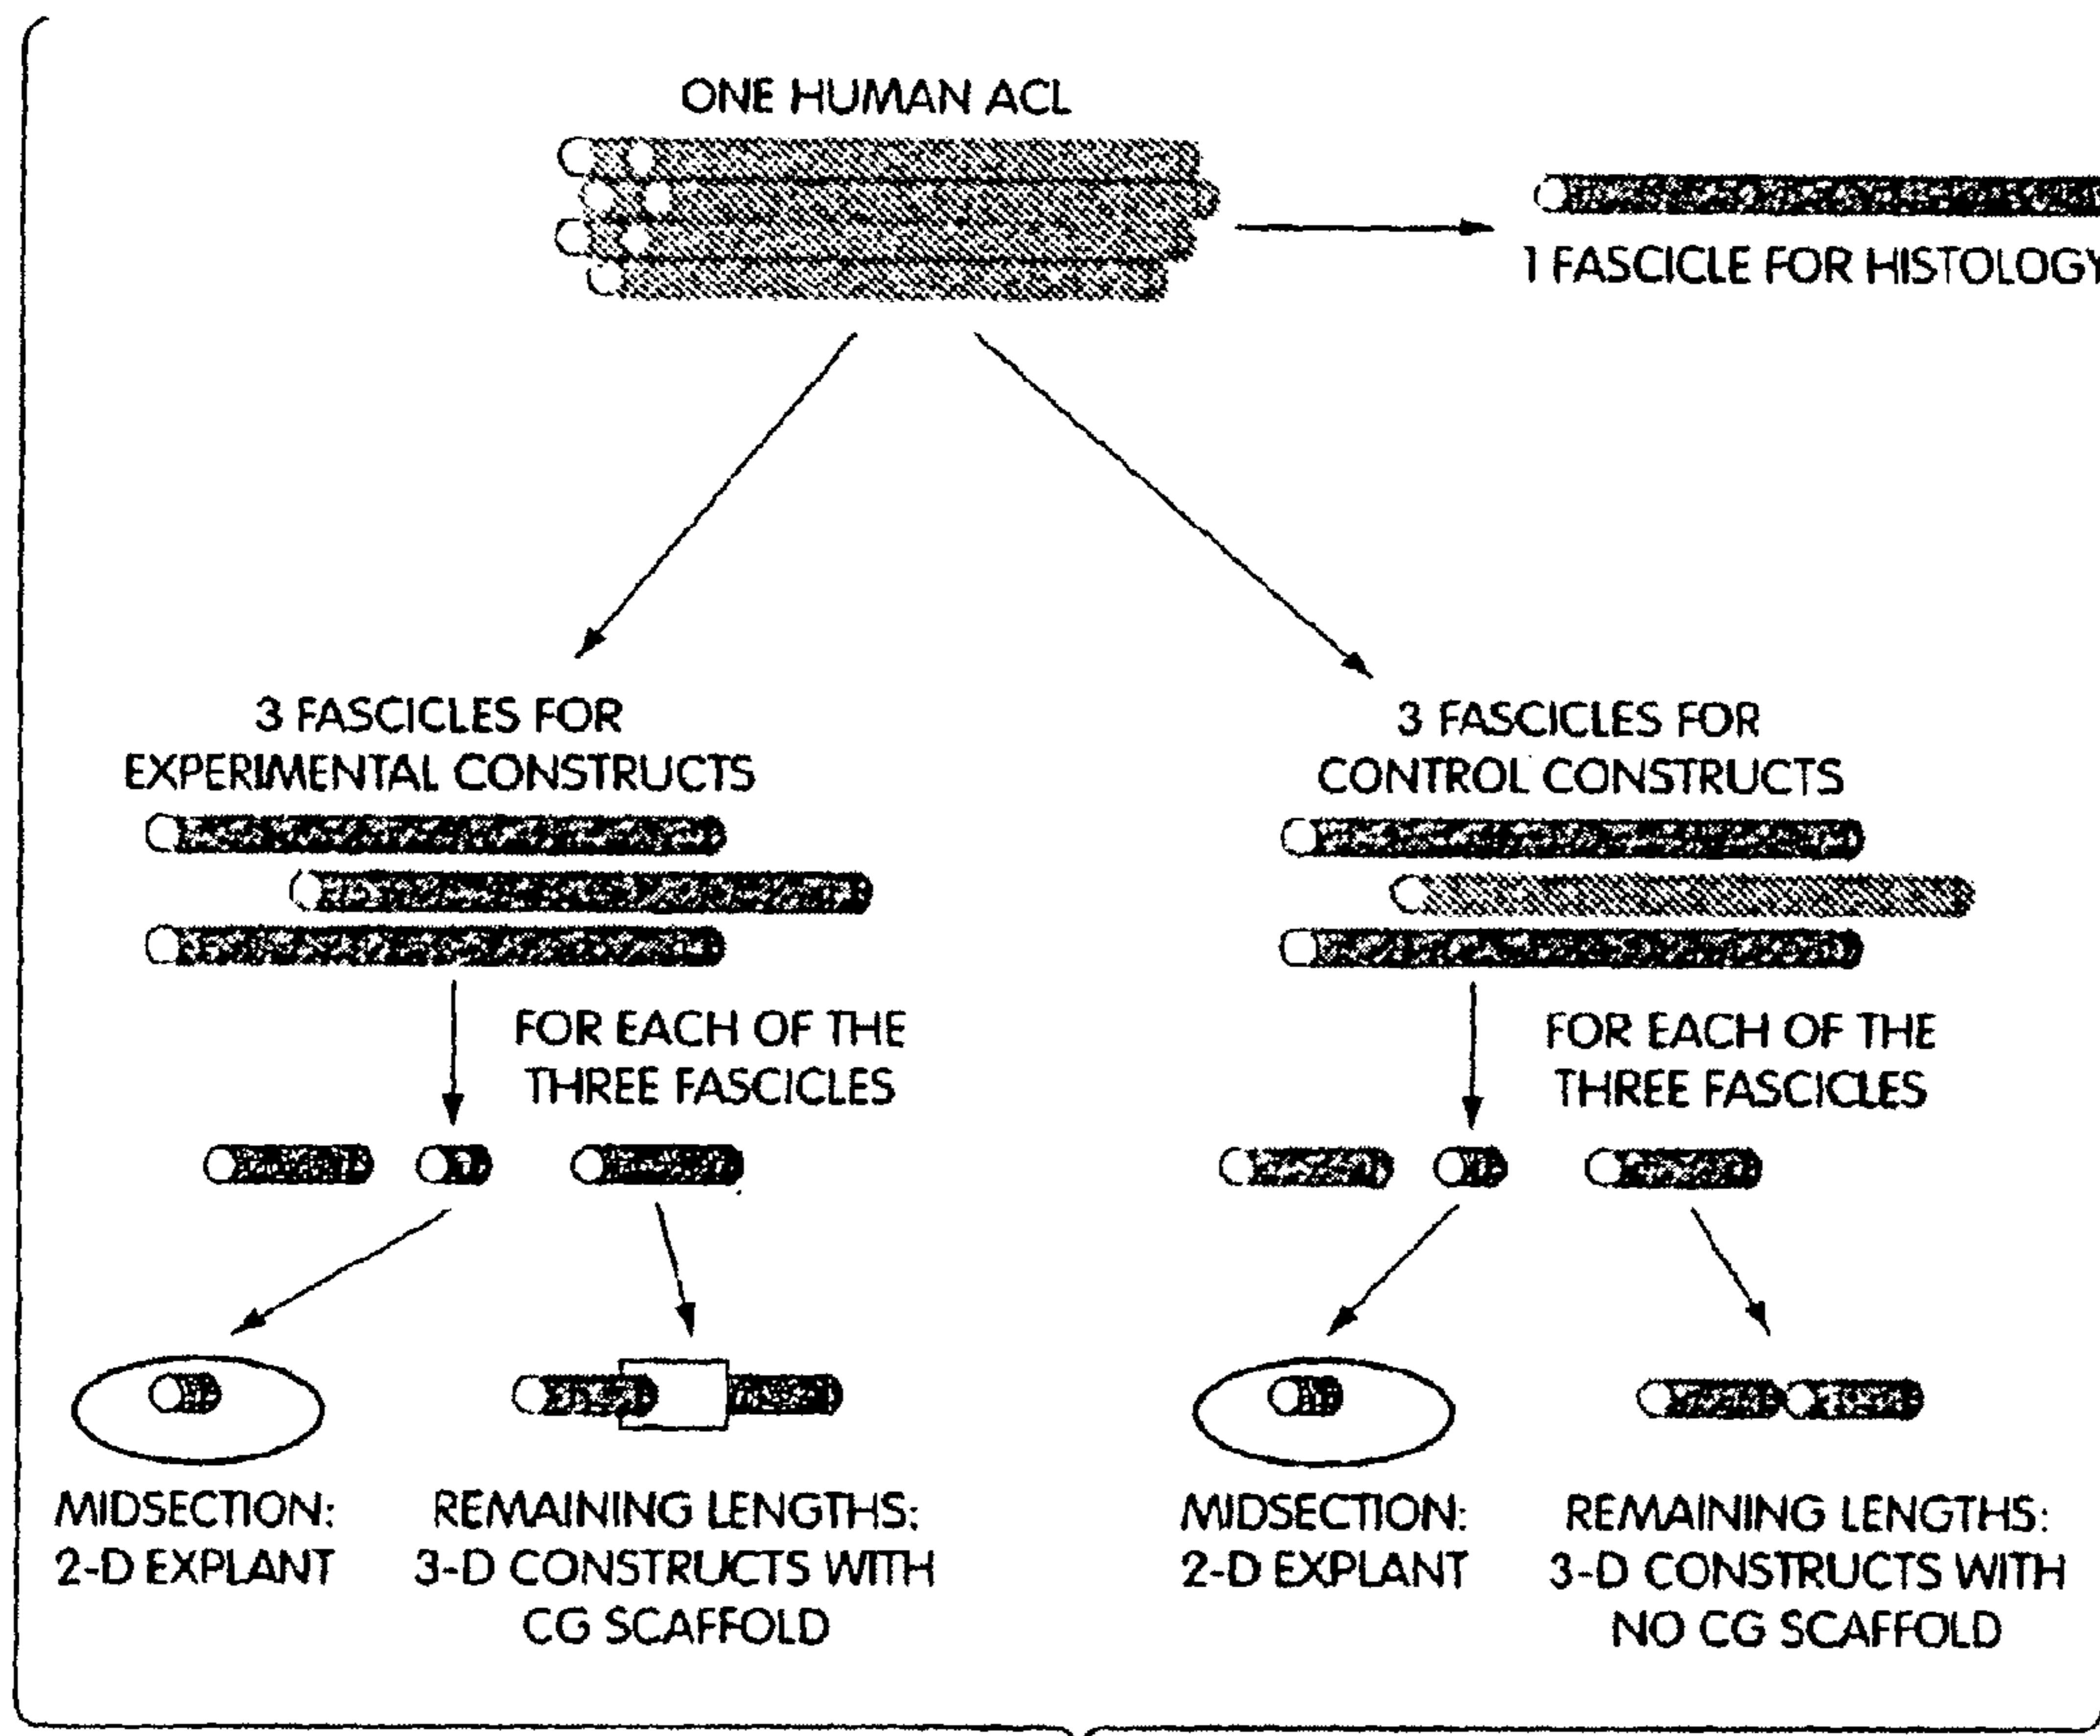 ONE HUMAN ACL
1 FASCICLE FOR HISTOLOGY
3 FASCICLES FOR
EXPERIMENTAL CONSTRUCTS
3 FASCICLES FOR
CONTROL CONSTRUCTS
FOR EACH OF THE
THREE FASCICLES
FOR EACH OF THE
THREE FASCICLES
MIDSECTION:
2-D EXPLANT
REMAINING LENGTHS:
3-D CONSTRUCTS WITH
CG SCAFFOLD
MIDSECTION:
2-D EXPLANT
REMAINING LENGTHS:
3-D CONSTRUCTS WITH
NO CG SCAFFOLD